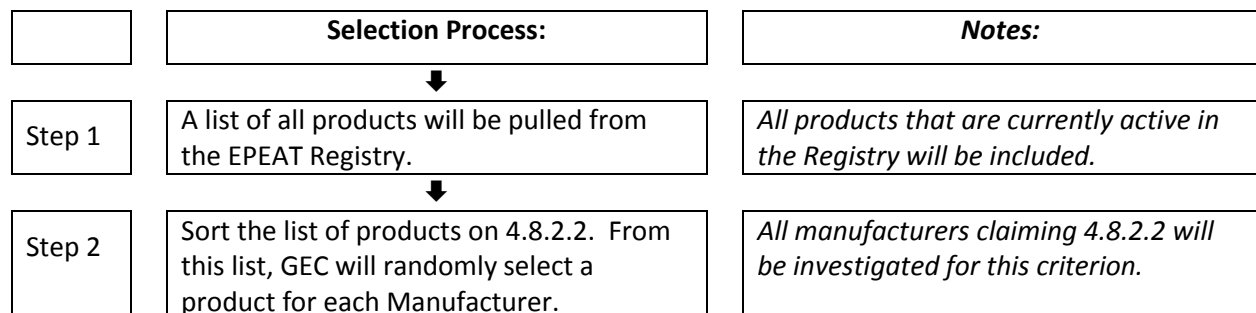 Selection Process:
Notes:
Step 1
A list of all products will be pulled from
the EPEAT Registry.
All products that are currently active in
the Registry will be included.
Step 2
Sort the list of products on 4.8.2.2.  From
this list, GEC will randomly select a
product for each Manufacturer.
All manufacturers claiming 4.8.2.2 will
be investigated for this criterion.